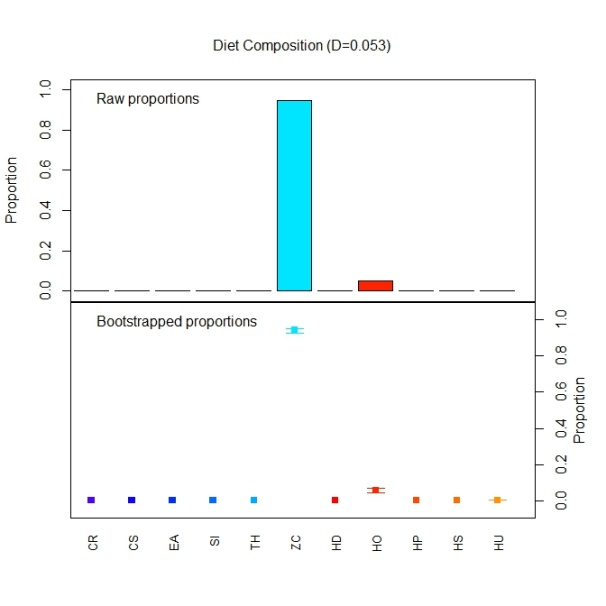 Diet Composition (D=0.053)
Raw proportions
Proportion
1.0
0.8
0.6
0.4
0.2
0.0
Bootstrapped proportions
Proportion
1.0
0.8
0.6
0.4
0.2
0.0
CR CS EA SI TH ZC HD HO HP HS HU